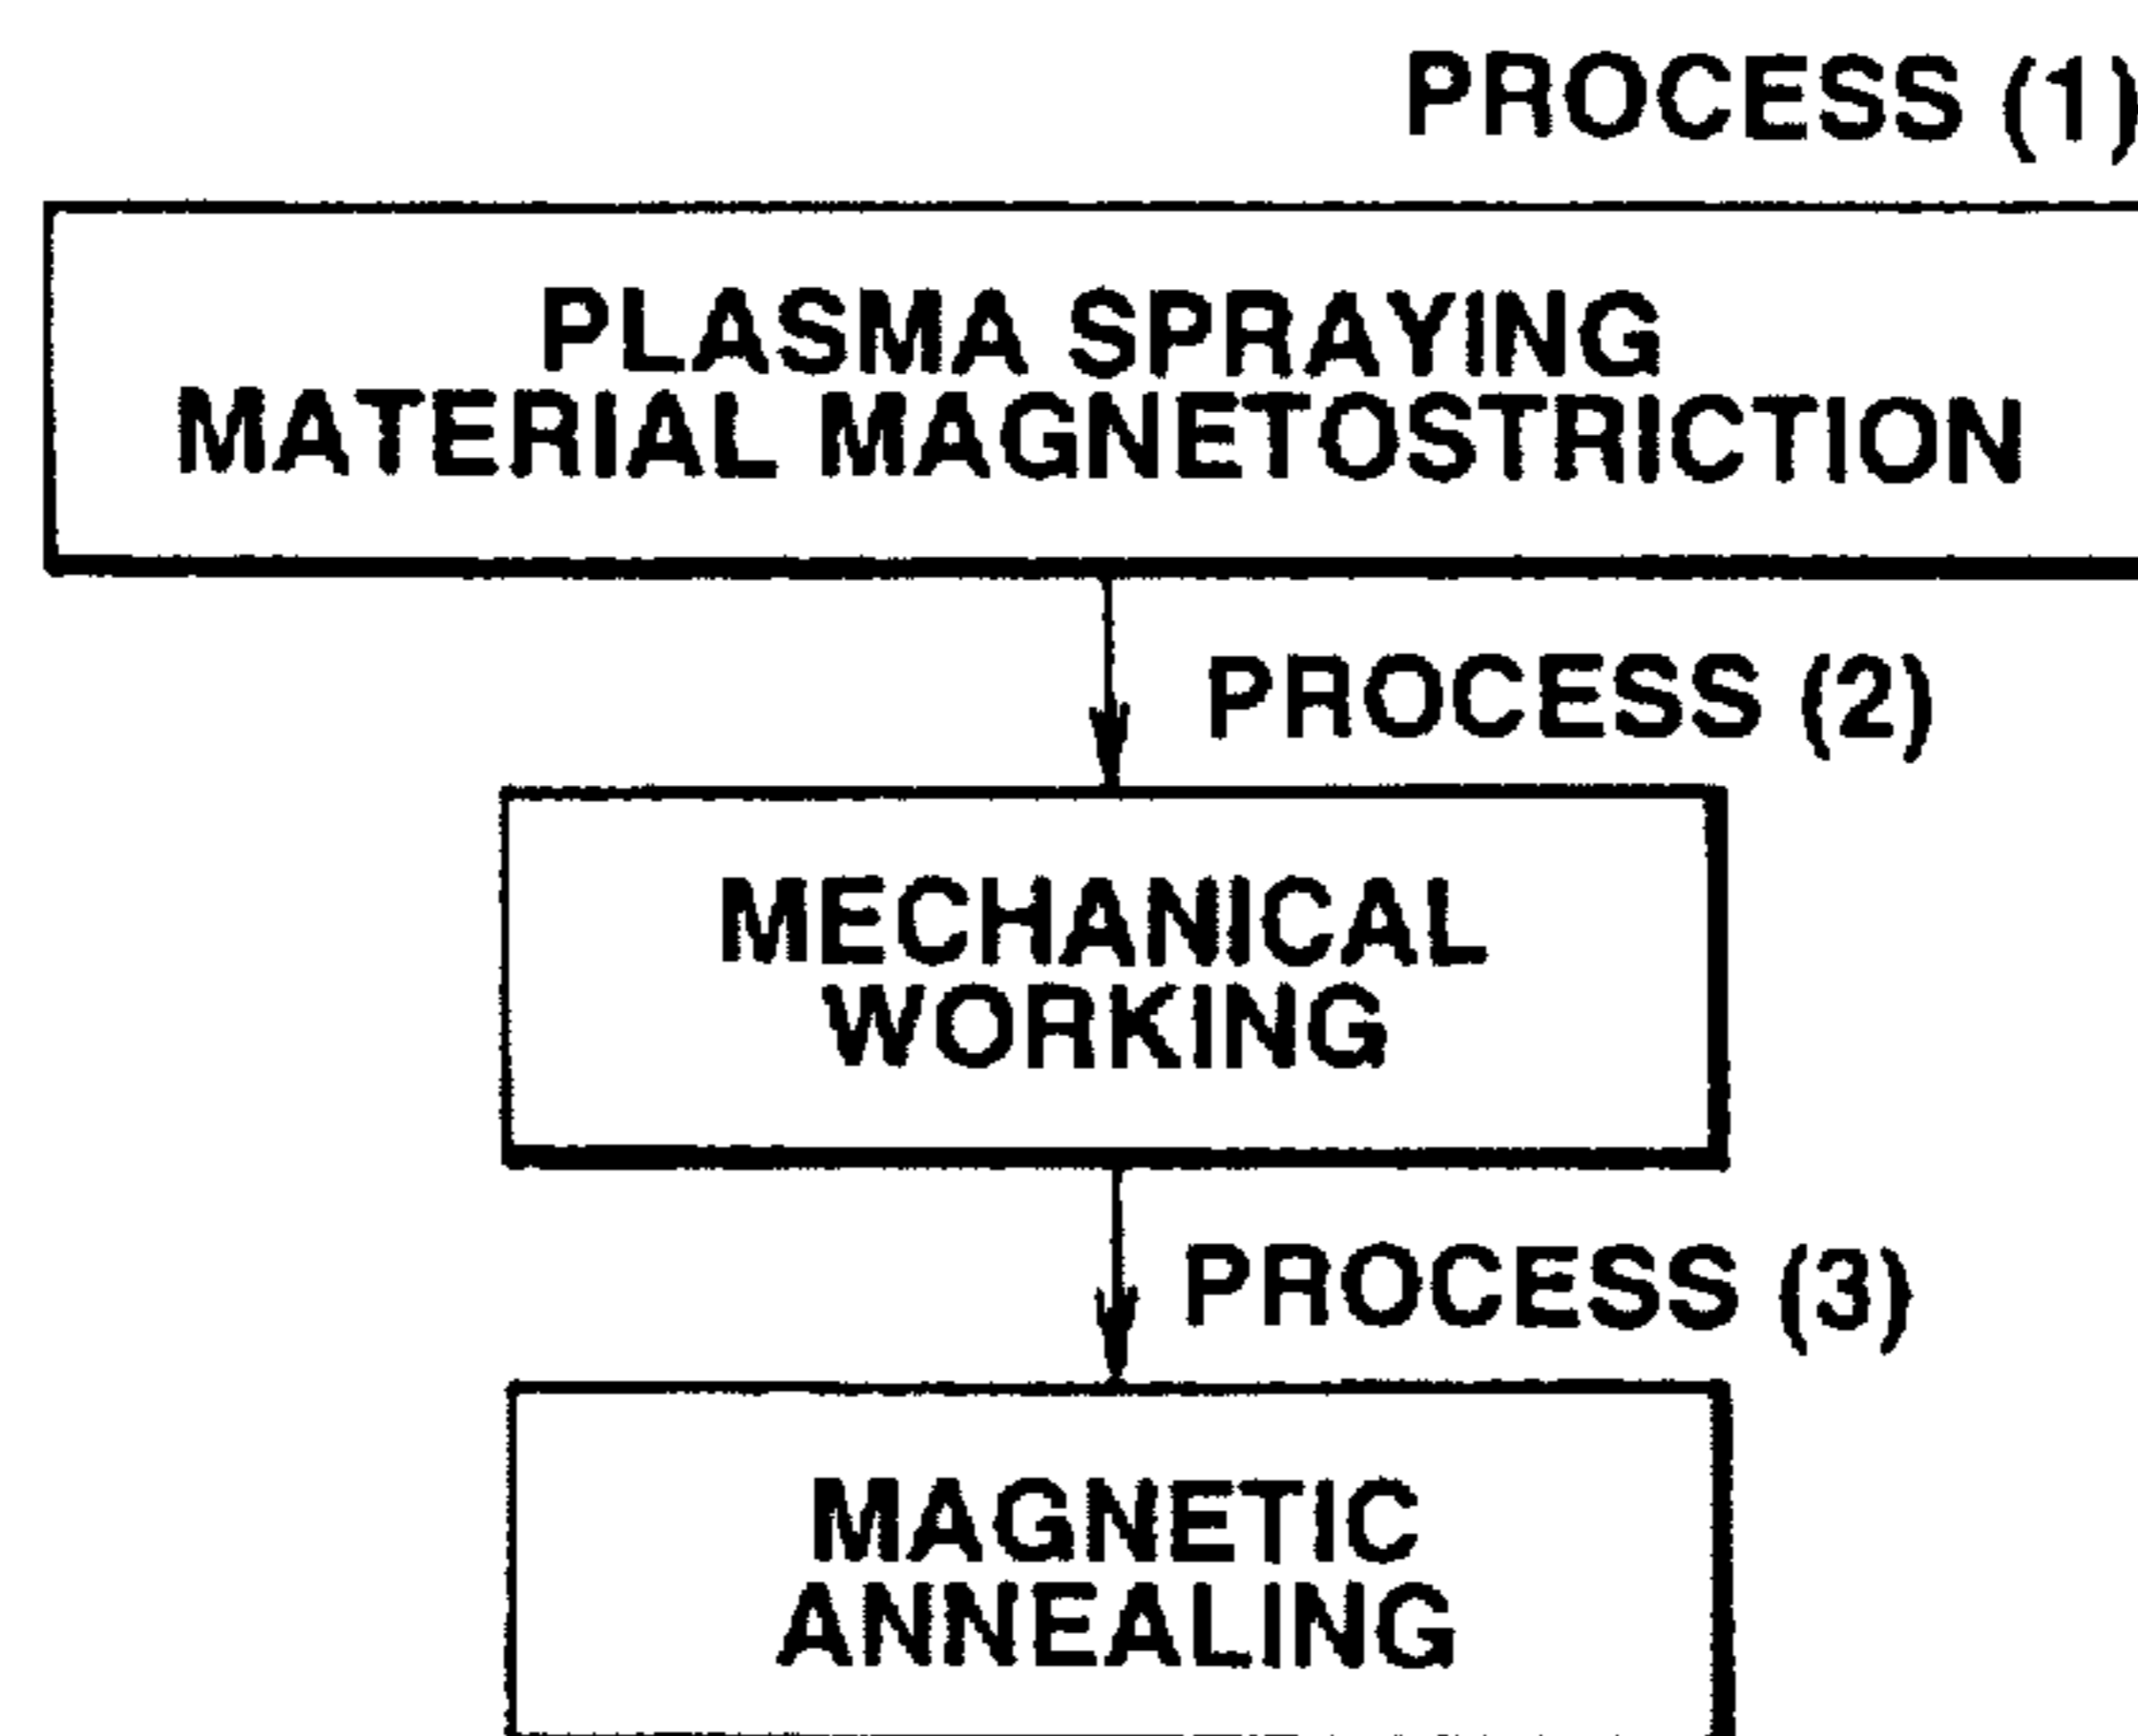 PROCESS (1)
PLASMA SPRAYING
MATERIAL MAGNETOSTRICTION
PROCESS (2)
MECHANICAL
WORKING
PROCESS (3)
MAGNETIC
ANNEALING